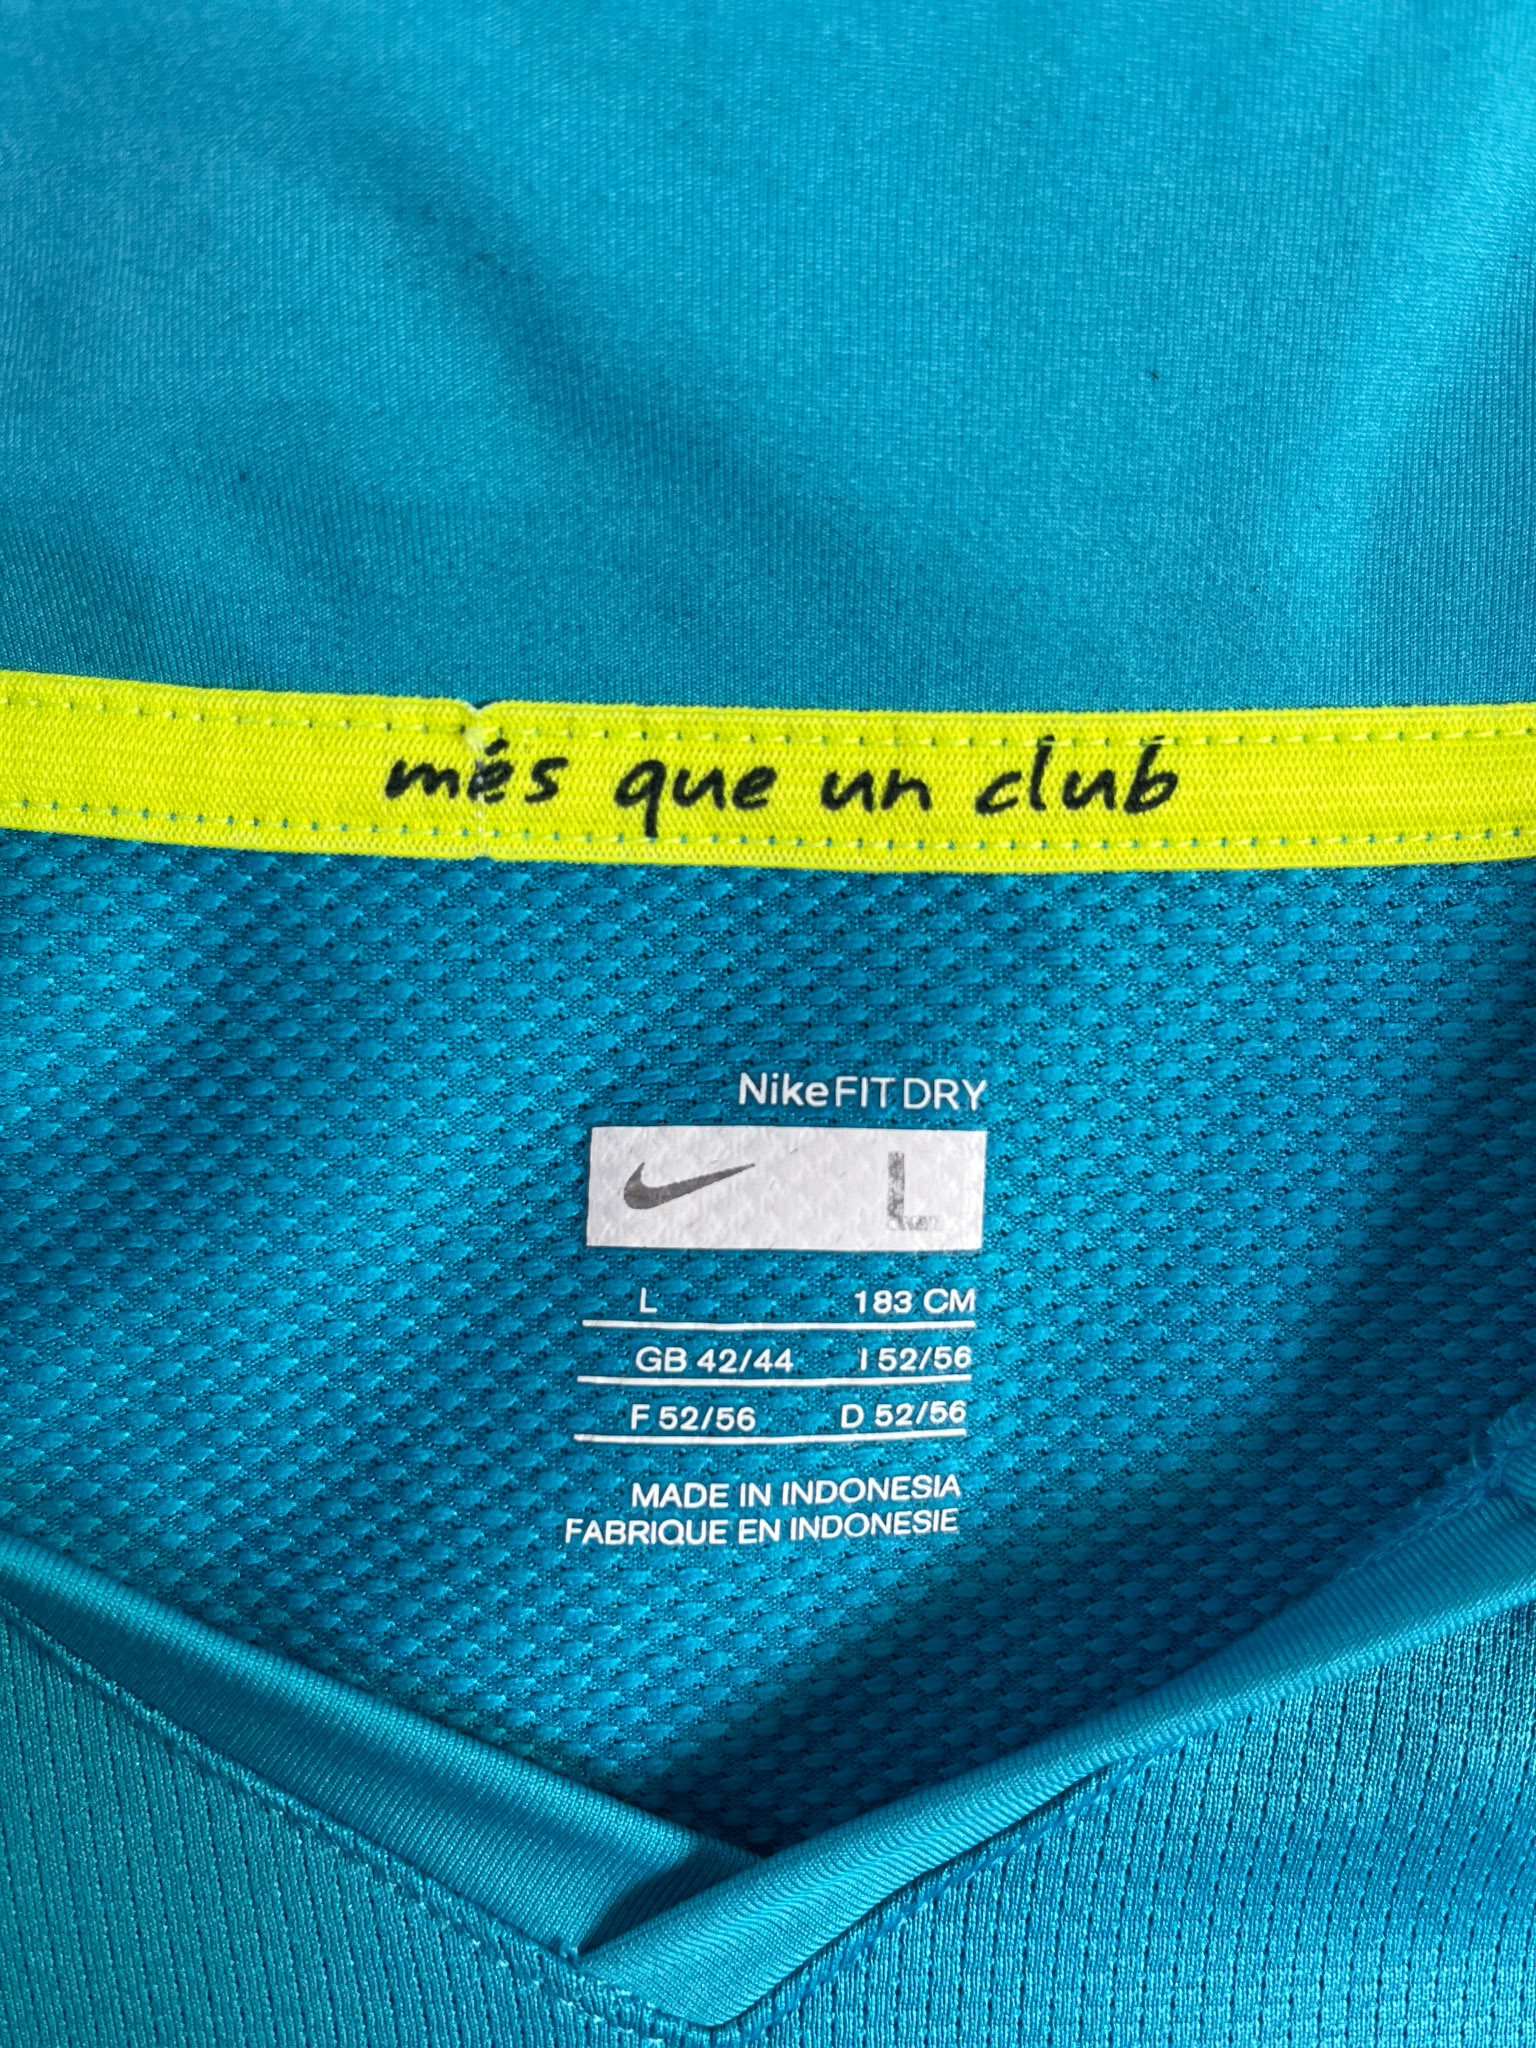 més que un club
NikeFIT DRY
L
L 183 CM
GB 42/44 I 52/56
F 52/56 D 52/56
MADE IN INDONESIA
FABRIQUE EN INDONESIE